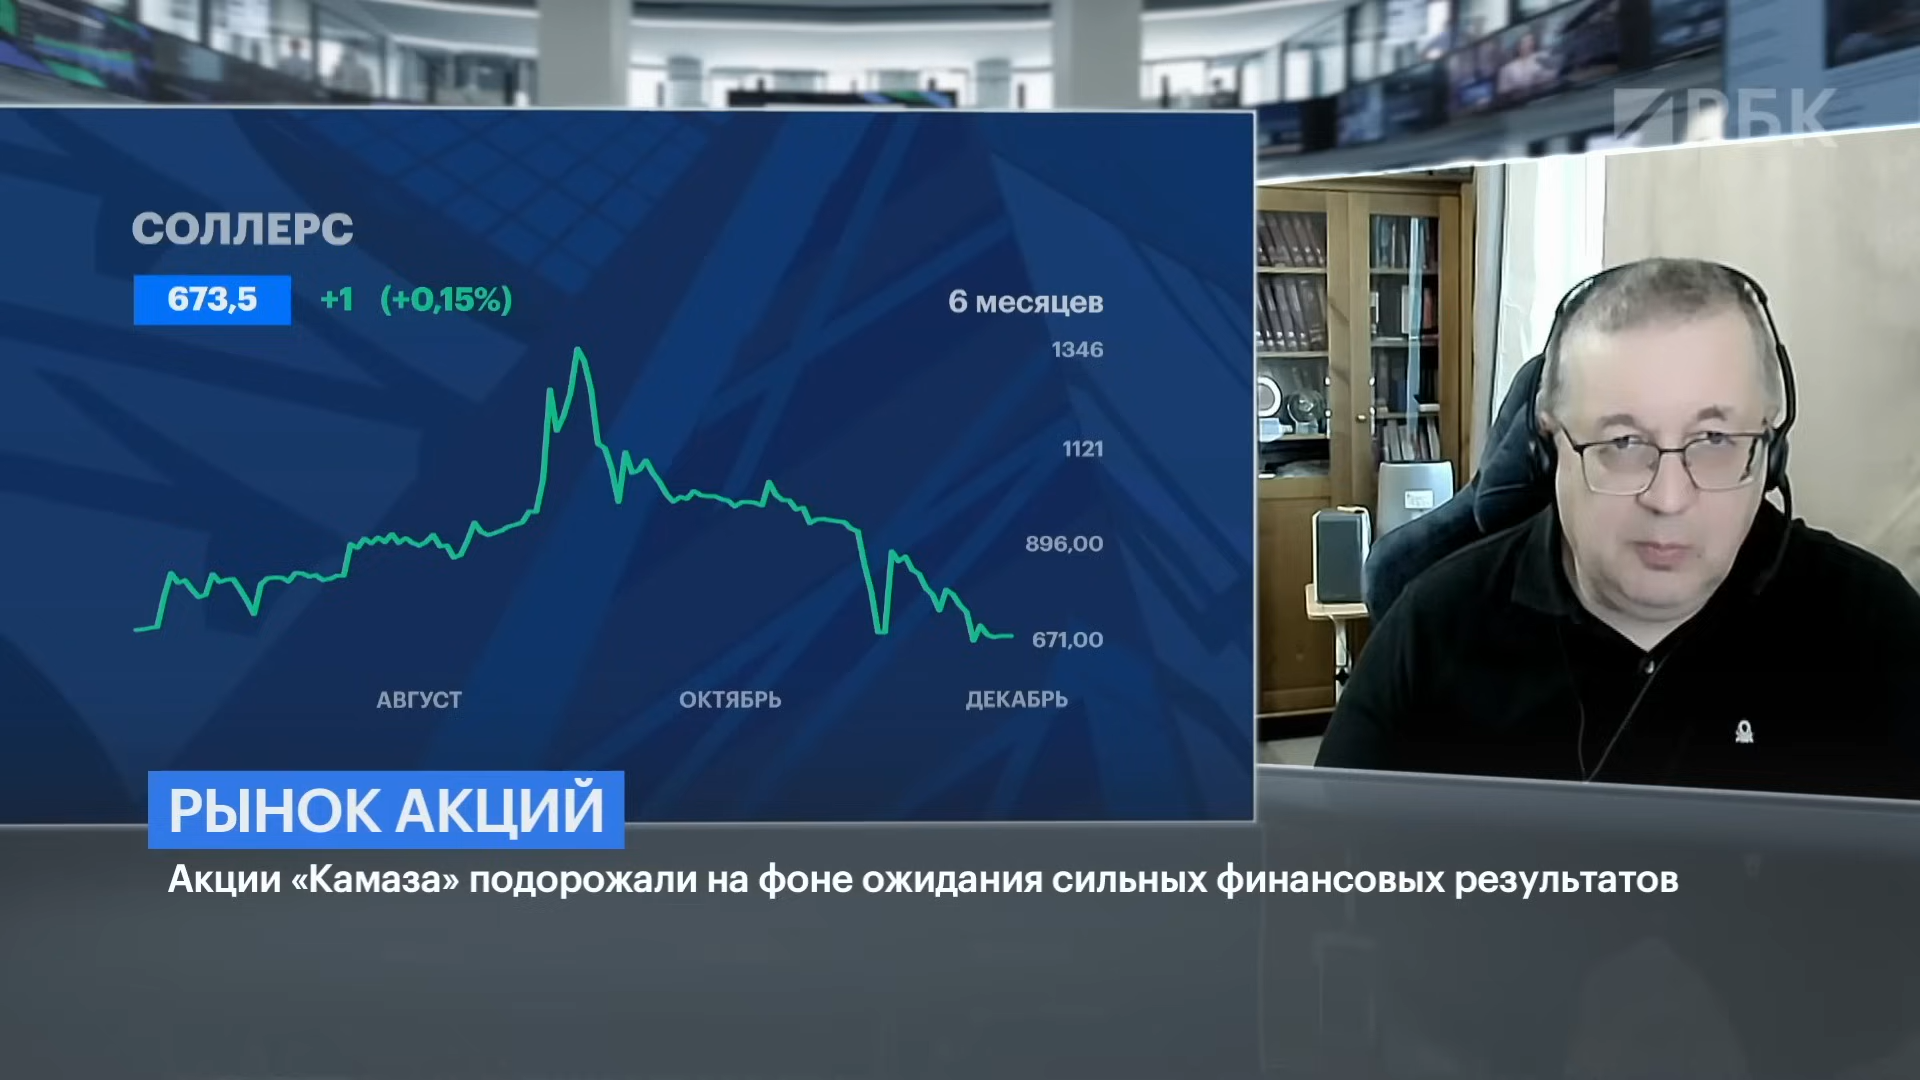 РБК
СОЛЛЕРС
673,5 +1 (+0,15%)
6 месяцев
1346
1121
896,00
671,00
АВГУСТ ОКТЯБРЬ ДЕКАБРЬ
РЫНОК АКЦИЙ
Акции «Камаза» подорожали на фоне ожидания сильных финансовых результатов